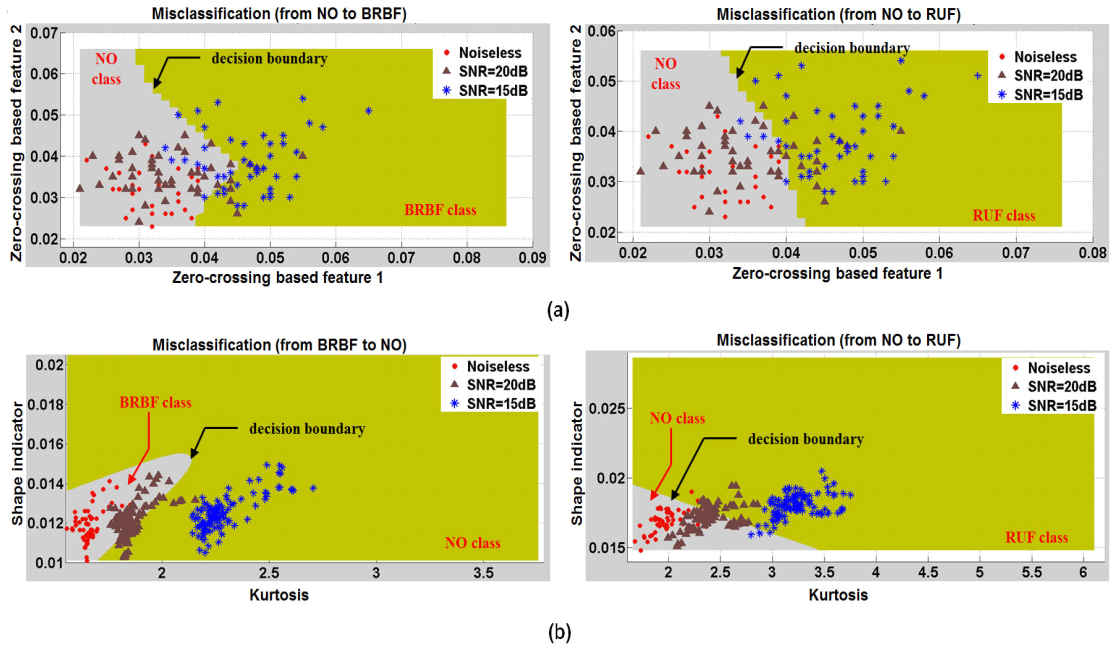 Misclassification (from NO to BRBF)
Zero-crossing based feature 2
0.07
0.06
0.05
0.04
0.03
0.02
NO
class
decision boundary
Noiseless
SNR=20dB
SNR=15dB
BRBF class
0.02 0.03 0.04 0.05 0.06 0.07 0.08 0.09
Zero-crossing based feature 1
Misclassification (from NO to RUF)
Zero-crossing based feature 2
0.06
0.05
0.04
0.03
0.02
NO
class
decision boundary
Noiseless
SNR=20dB
SNR=15dB
RUF class
0.02 0.03 0.04 0.05 0.06 0.07 0.08
Zero-crossing based feature 1
(a)
Misclassification (from BRBF to NO)
Shape indicator
0.02
0.018
0.016
0.014
0.012
0.01
BRBF class
decision boundary
Noiseless
SNR=20dB
SNR=15dB
NO class
2 2.5 3 3.5
Kurtosis
Misclassification (from NO to RUF)
Shape indicator
0.025
0.02
0.015
NO class
decision boundary
Noiseless
SNR=20dB
SNR=15dB
RUF class
2 2.5 3 3.5 4 4.5 5 5.5 6
Kurtosis
(b)